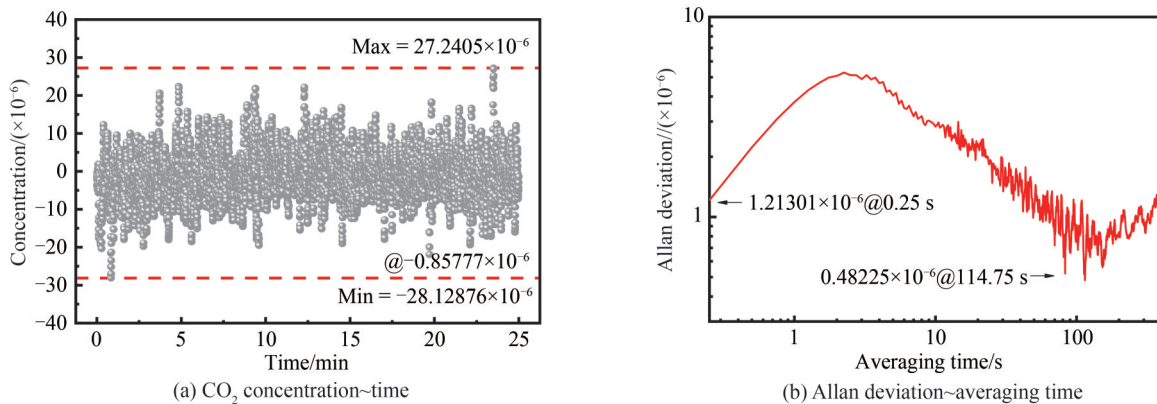 Concentration/(×10⁻⁶)
40
30
20
10
0
−10
−20
−30
−40
Max = 27.2405×10⁻⁶
@−0.85777×10⁻⁶
Min = −28.12876×10⁻⁶
0 5 10 15 20 25
Time/min
(a) CO₂ concentration~time
Allan deviation//(×10⁻⁶)
10
1
1.21301×10⁻⁶@0.25 s
0.48225×10⁻⁶@114.75 s
1 10 100
Averaging time/s
(b) Allan deviation~averaging time